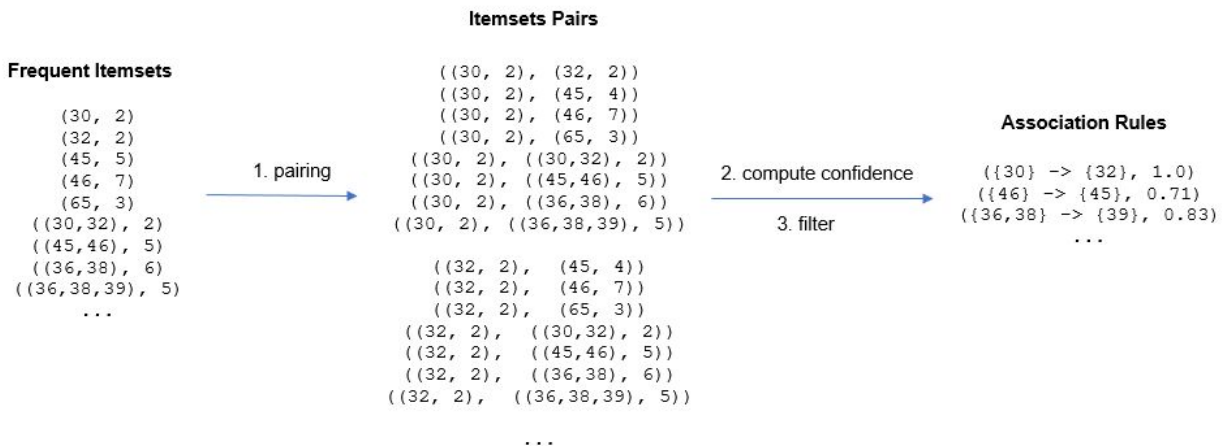 Itemsets Pairs
Frequent Itemsets
(30, 2)
(32, 2)
(45, 5)
(46, 7)
(65, 3)
((30,32), 2)
((45,46), 5)
((36,38), 6)
((36,38,39), 5)
...
1. pairing
((30, 2), (32, 2))
((30, 2), (45, 4))
((30, 2), (46, 7))
((30, 2), (65, 3))
((30, 2), ((30,32), 2))
((30, 2), ((45,46), 5))
((30, 2), ((36,38), 6))
((30, 2), ((36,38,39), 5))
((32, 2), (45, 4))
((32, 2), (46, 7))
((32, 2), (65, 3))
((32, 2), ((30,32), 2))
((32, 2), ((45,46), 5))
((32, 2), ((36,38), 6))
((32, 2), ((36,38,39), 5))
...
2. compute confidence
3. filter
Association Rules
({30} -> {32}, 1.0)
({46} -> {45}, 0.71)
({36,38} -> {39}, 0.83)
...